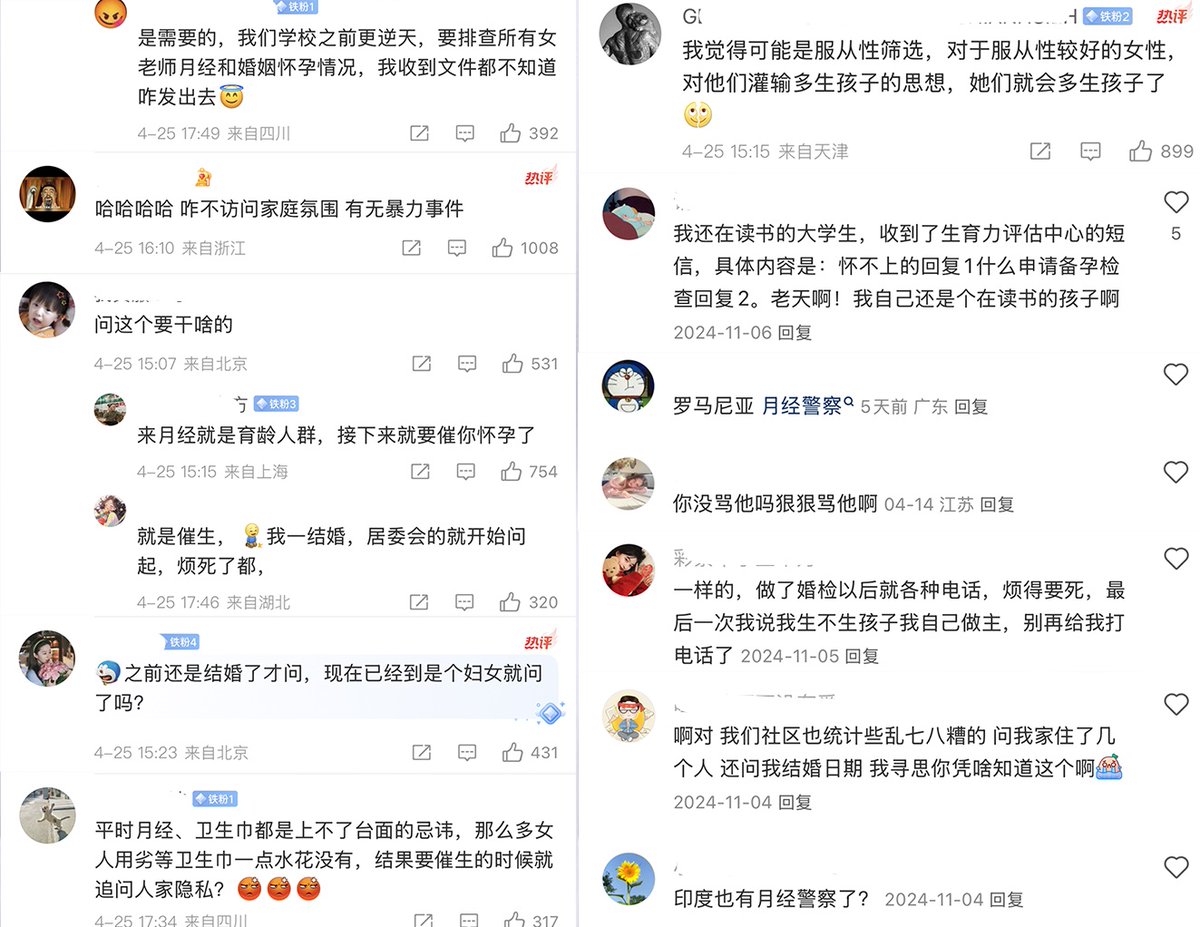 铁粉1
是需要的，我们学校之前更逆天，要排查所有女
老师月经和婚姻怀孕情况，我收到文件都不知道
咋发出去😇
4-25 17:49 来自四川 392
热评
哈哈哈哈 咋不访问家庭氛围 有无暴力事件
4-25 16:10 来自浙江 1008
问这个要干啥的
4-25 15:07 来自北京 531
铁粉3
来月经就是育龄人群，接下来就要催你怀孕了
4-25 15:15 来自上海 754
就是催生，我一结婚，居委会的就开始问
起，烦死了都，
4-25 17:46 来自湖北 320
铁粉4 热评
之前还是结婚了才问，现在已经到是个妇女就问
了吗？
4-25 15:23 来自北京 431
铁粉1
平时月经、卫生巾都是上不了台面的忌讳，那么多女
人用劣等卫生巾一点水花没有，结果要催生的时候就
追问人家隐私？
4-25 17:34 来自四川 317
铁粉2 热评
我觉得可能是服从性筛选，对于服从性较好的女性，
对他们灌输多生孩子的思想，她们就会多生孩子了
4-25 15:15 来自天津 899
我还在读书的大学生，收到了生育力评估中心的短
信，具体内容是：怀不上的回复1什么申请备孕检
查回复2。老天啊！我自己还是个在读书的孩子啊
2024-11-06 回复
5
罗马尼亚 月经警察 5天前 广东 回复
你没骂他吗狠狠骂他啊 04-14 江苏 回复
一样的，做了婚检以后就各种电话，烦得要死，最
后一次我说我生不生孩子我自己做主，别再给我打
电话了 2024-11-05 回复
啊对 我们社区也统计些乱七八糟的 问我家住了几
个人 还问我结婚日期 我寻思你凭啥知道这个啊
2024-11-04 回复
印度也有月经警察了？ 2024-11-04 回复